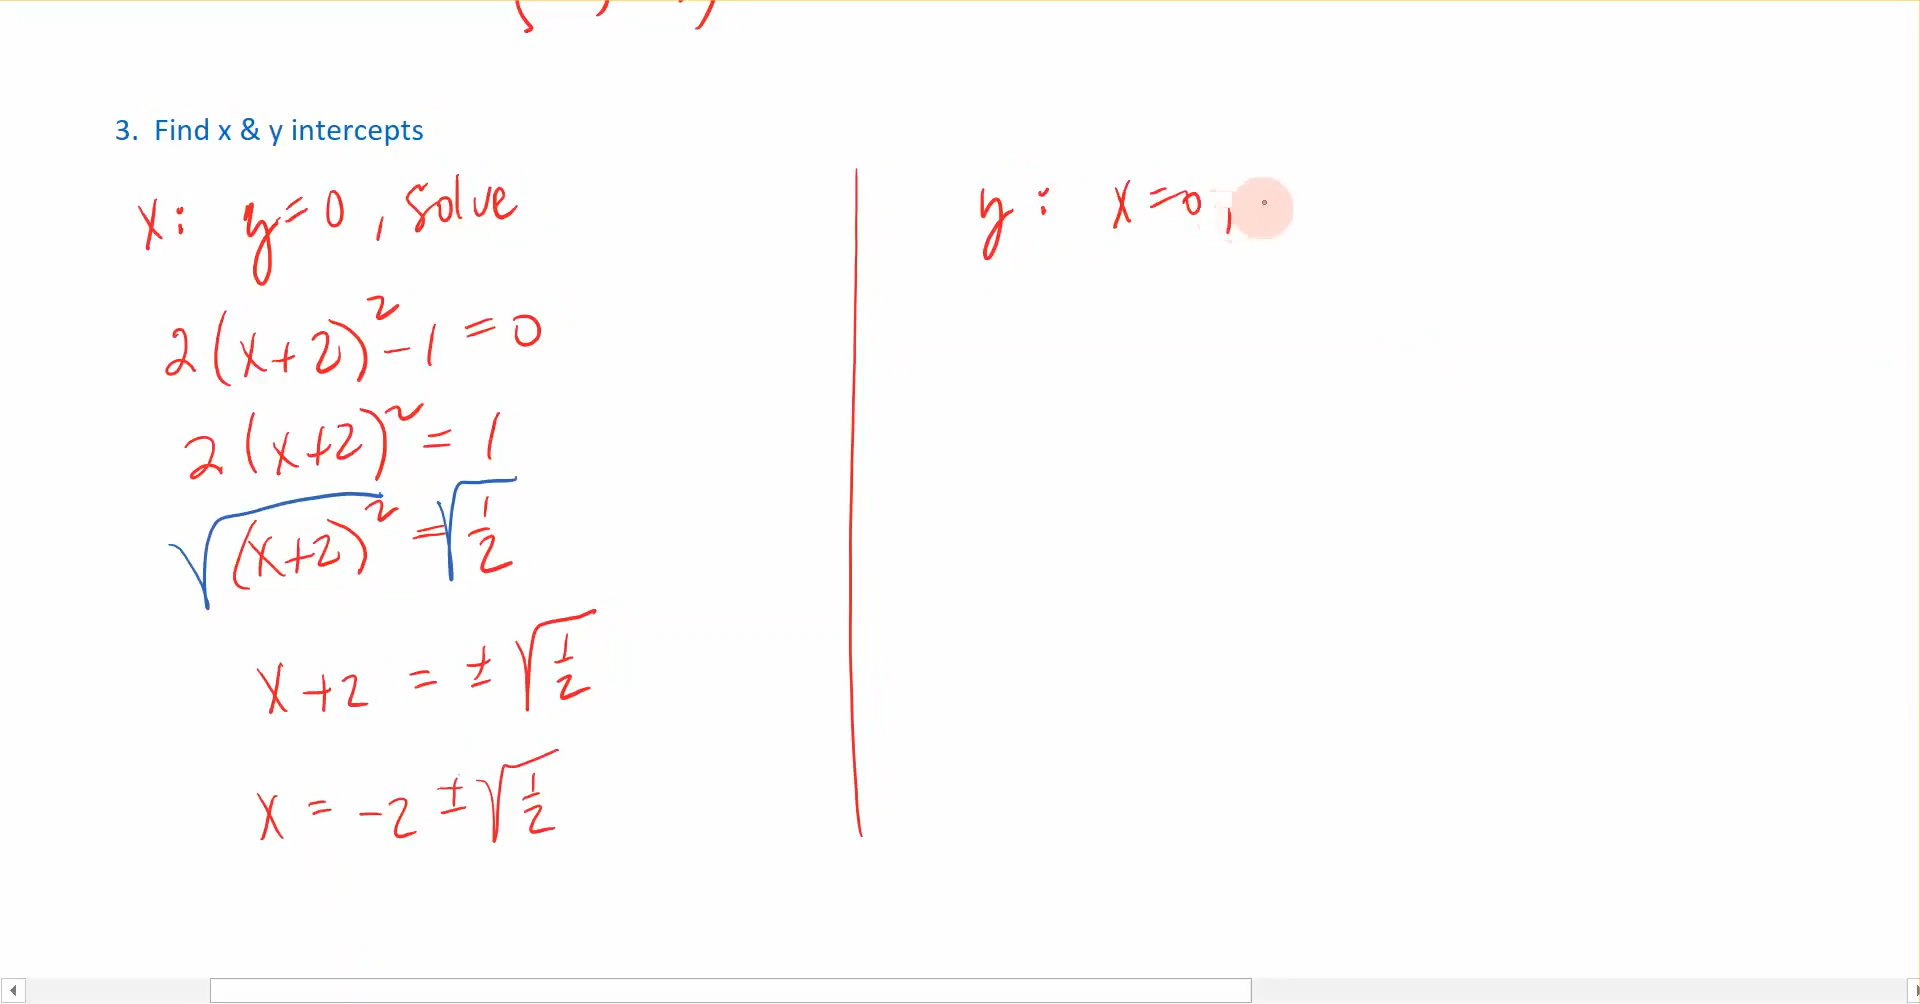 3. Find x & y intercepts
x: y=0, solve
2(x+2)²-1=0
2(x+2)²=1
√(x+2)²=√1/2
x+2=±√1/2
x=-2±√1/2
y: x=0,